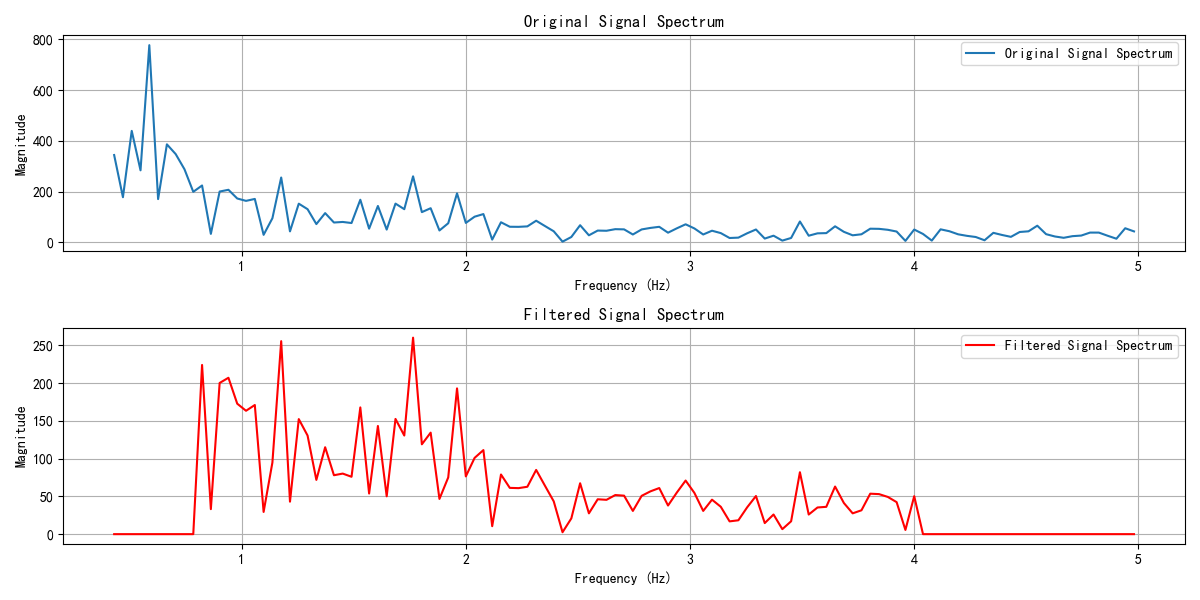 Original Signal Spectrum
800
600
400
200
0
Magnitude
Original Signal Spectrum
1
2
3
4
5
Frequency (Hz)
Filtered Signal Spectrum
250
200
150
100
50
0
Magnitude
Filtered Signal Spectrum
1
2
3
4
5
Frequency (Hz)